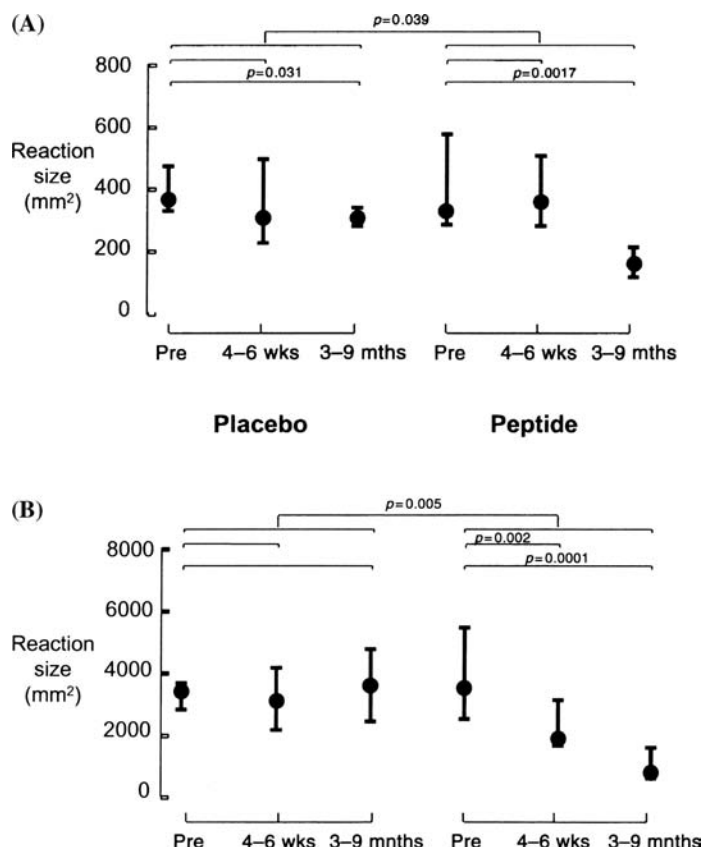 (A)
p=0.039
p=0.031
p=0.0017
800
600
400
200
0
Reaction
size
(mm²)
Pre 4–6 wks 3–9 mths Pre 4–6 wks 3–9 mths
Placebo Peptide
(B)
p=0.005
p=0.002
p=0.0001
8000
6000
4000
2000
0
Reaction
size
(mm²)
Pre 4–6 wks 3–9 mnths Pre 4–6 wks 3–9 mnths